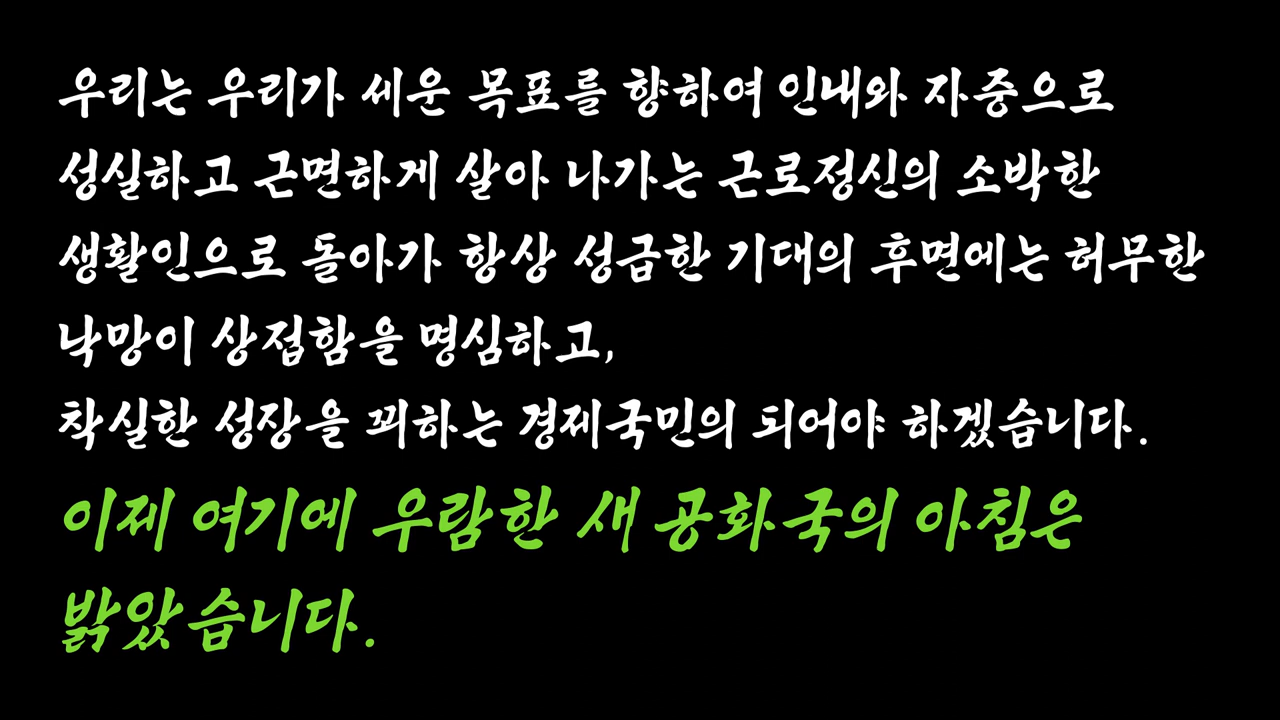 우리는 우리가 세운 목표를 향하여 인내와 자중으로
성실하고 근면하게 살아 나가는 근로정신의 소박한
생활인으로 돌아가 항상 성급한 기대의 후면에는 허무한
낙망이 상접함을 명심하고,
착실한 성장을 꾀하는 경제국민의 되어야 하겠습니다.
이제 여기에 우람한 새 공화국의 아침은
밝았습니다.